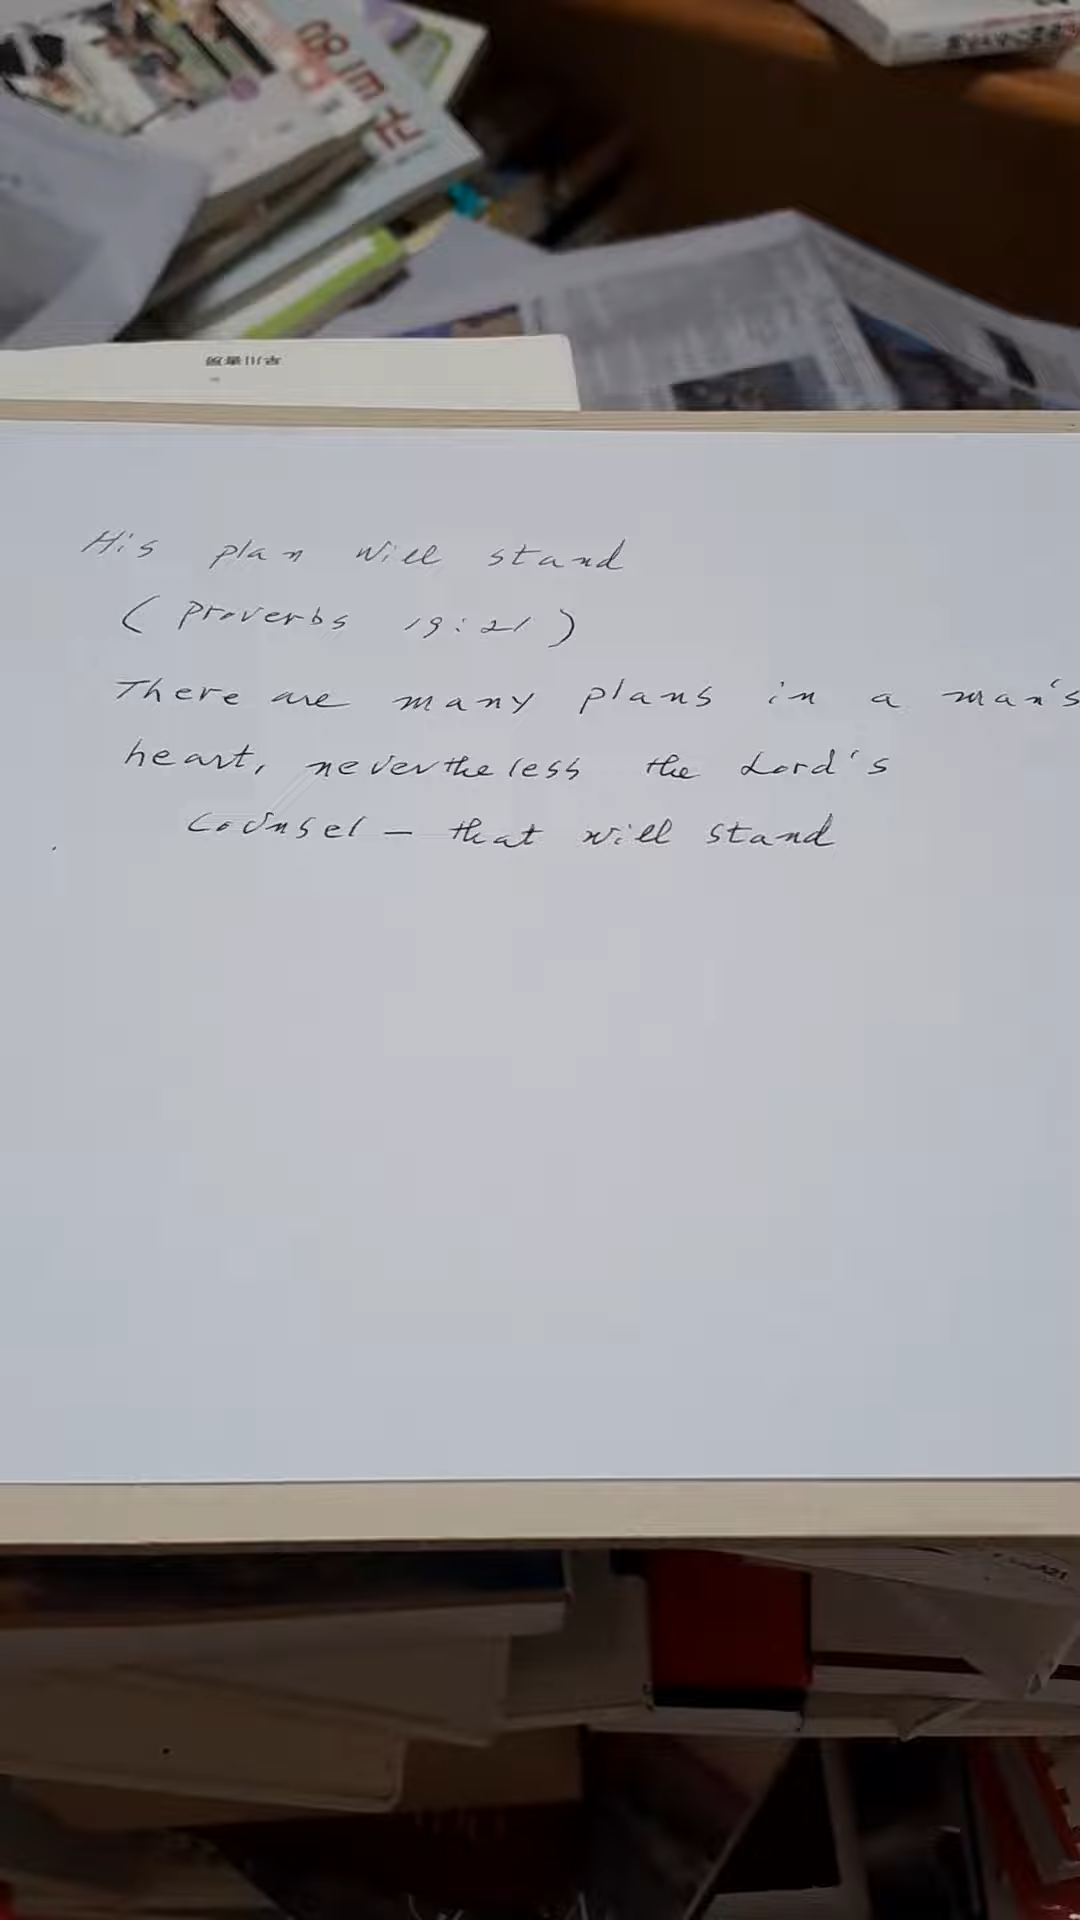 His plan will stand
( Proverbs 19:21 )
There are many plans in a man's
heart, nevertheless the Lord's
counsel – that will stand